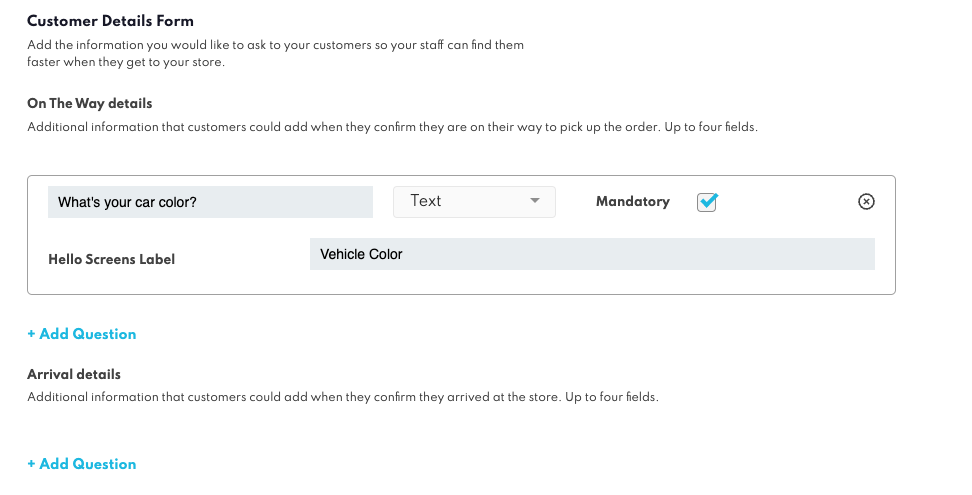 Customer Details Form
Add the information you would like to ask to your customers so your staff can find them
faster when they get to your store.
On The Way details
Additional information that customers could add when they confirm they are on their way to pick up the order. Up to four fields.
What's your car color? Text Mandatory
Hello Screens Label Vehicle Color
+ Add Question
Arrival details
Additional information that customers could add when they confirm they arrived at the store. Up to four fields.
+ Add Question